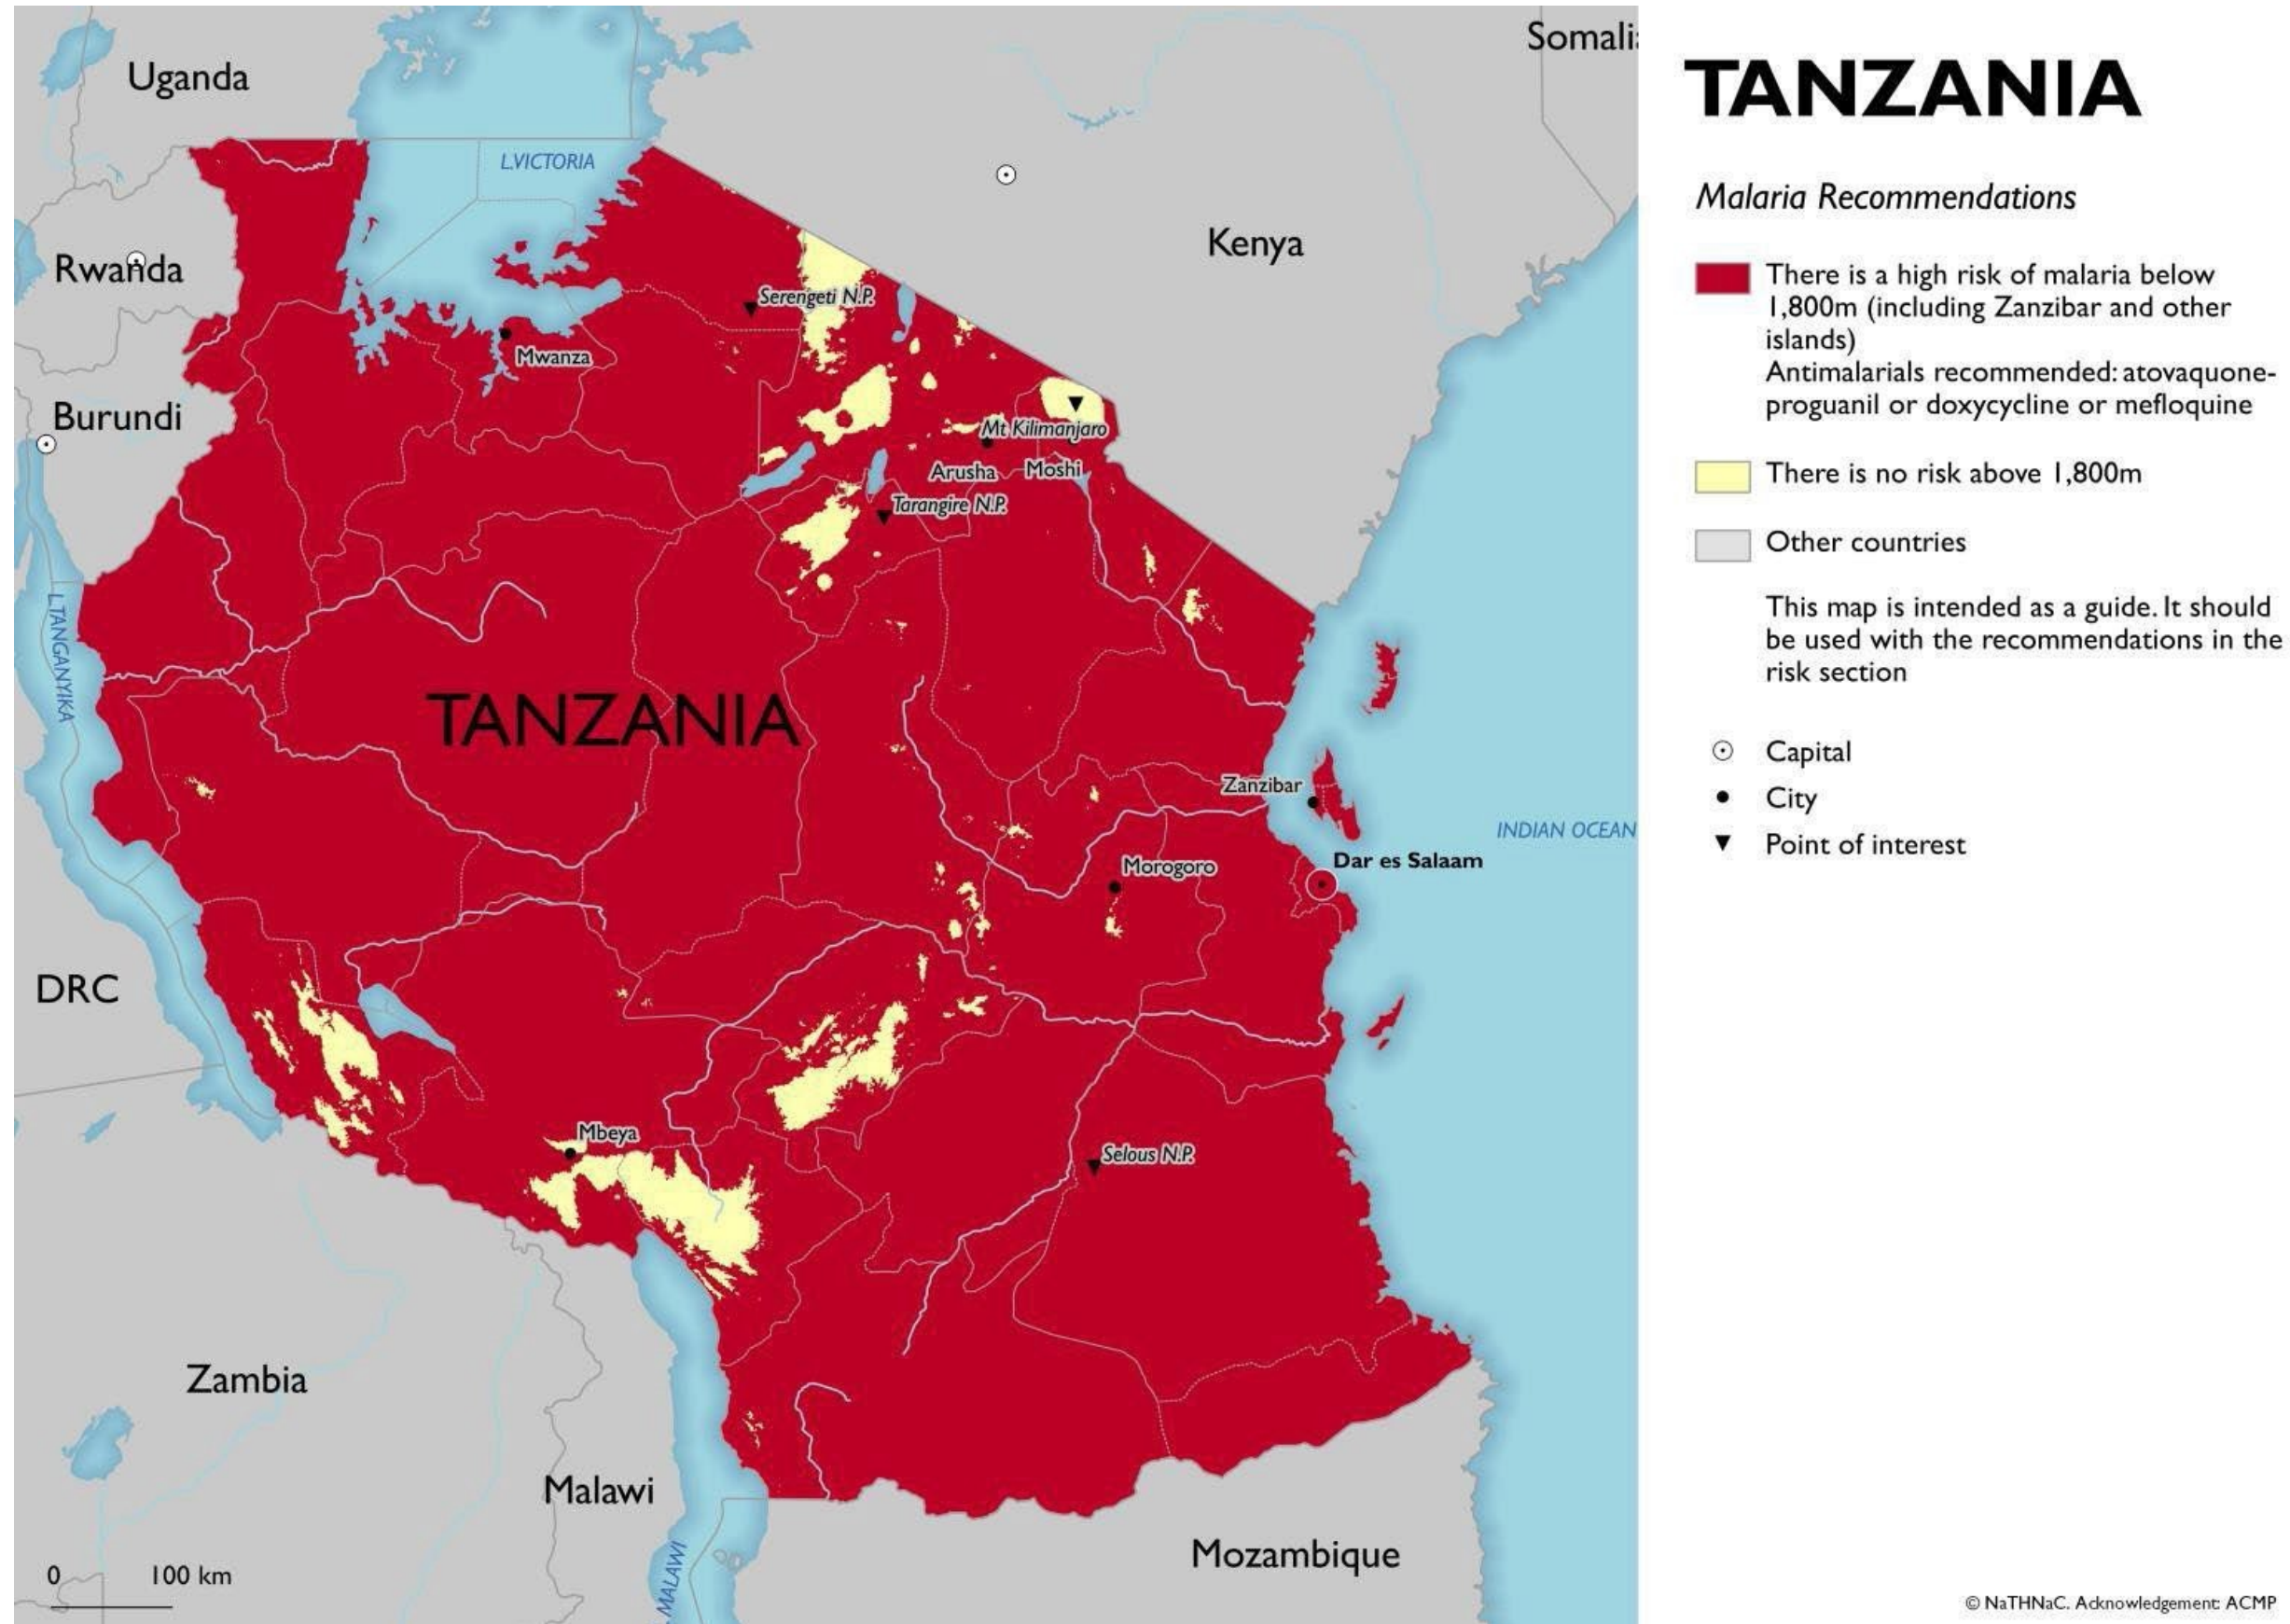 Somali
Uganda
L.VICTORIA
Kenya
Rwanda
Serengeti N.P.
Mwanza
Burundi
Mt Kilimanjaro
Arusha
Moshi
Tarangire N.P.
L.TANGANYIKA
TANZANIA
Zanzibar
INDIAN OCEAN
Dar es Salaam
Morogoro
DRC
Mbeya
Selous N.P.
Zambia
Malawi
MALAWI
Mozambique
0 100 km
TANZANIA
Malaria Recommendations
There is a high risk of malaria below
1,800m (including Zanzibar and other
islands)
Antimalarials recommended: atovaquone-
proguanil or doxycycline or mefloquine
There is no risk above 1,800m
Other countries
This map is intended as a guide. It should
be used with the recommendations in the
risk section
Capital
City
Point of interest
© NaTHNaC. Acknowledgement: ACMP